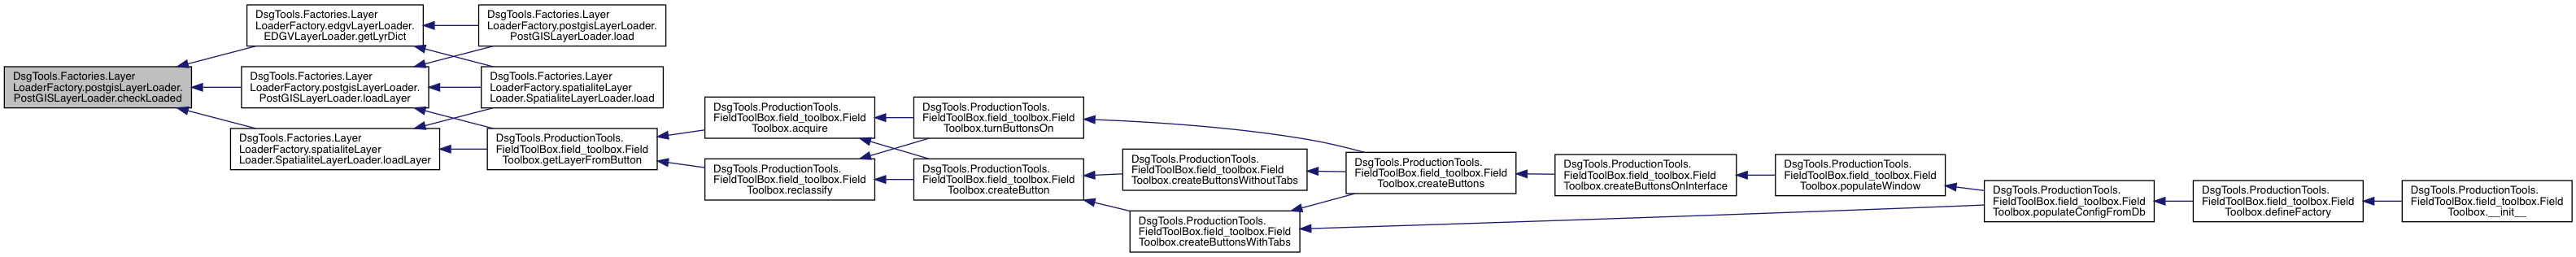 DsgTools.Factories.Layer
LoaderFactory.postgisLayerLoader.
PostGISLayerLoader.checkLoaded
DsgTools.Factories.Layer
LoaderFactory.edgvLayerLoader.
EDGVLayerLoader.getLyrDict
DsgTools.Factories.Layer
LoaderFactory.postgisLayerLoader.
PostGISLayerLoader.loadLayer
DsgTools.Factories.Layer
LoaderFactory.spatialiteLayer
Loader.SpatialiteLayerLoader.loadLayer
DsgTools.Factories.Layer
LoaderFactory.postgisLayerLoader.
PostGISLayerLoader.load
DsgTools.Factories.Layer
LoaderFactory.spatialiteLayer
Loader.SpatialiteLayerLoader.load
DsgTools.ProductionTools.
FieldToolBox.field_toolbox.Field
Toolbox.getLayerFromButton
DsgTools.ProductionTools.
FieldToolBox.field_toolbox.Field
Toolbox.acquire
DsgTools.ProductionTools.
FieldToolBox.field_toolbox.Field
Toolbox.reclassify
DsgTools.ProductionTools.
FieldToolBox.field_toolbox.Field
Toolbox.turnButtonsOn
DsgTools.ProductionTools.
FieldToolBox.field_toolbox.Field
Toolbox.createButton
DsgTools.ProductionTools.
FieldToolBox.field_toolbox.Field
Toolbox.createButtonsWithoutTabs
DsgTools.ProductionTools.
FieldToolBox.field_toolbox.Field
Toolbox.createButtonsWithTabs
DsgTools.ProductionTools.
FieldToolBox.field_toolbox.Field
Toolbox.createButtons
DsgTools.ProductionTools.
FieldToolBox.field_toolbox.Field
Toolbox.createButtonsOnInterface
DsgTools.ProductionTools.
FieldToolBox.field_toolbox.Field
Toolbox.populateWindow
DsgTools.ProductionTools.
FieldToolBox.field_toolbox.Field
Toolbox.populateConfigFromDb
DsgTools.ProductionTools.
FieldToolBox.field_toolbox.Field
Toolbox.defineFactory
DsgTools.ProductionTools.
FieldToolBox.field_toolbox.Field
Toolbox.__init__